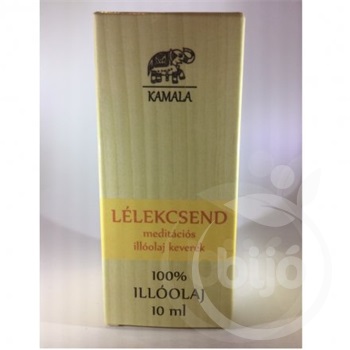 KAMALA
LÉLEKCSEND
meditációs
illóolaj keverék
100%
ILLÓOLAJ
10 ml
bijó